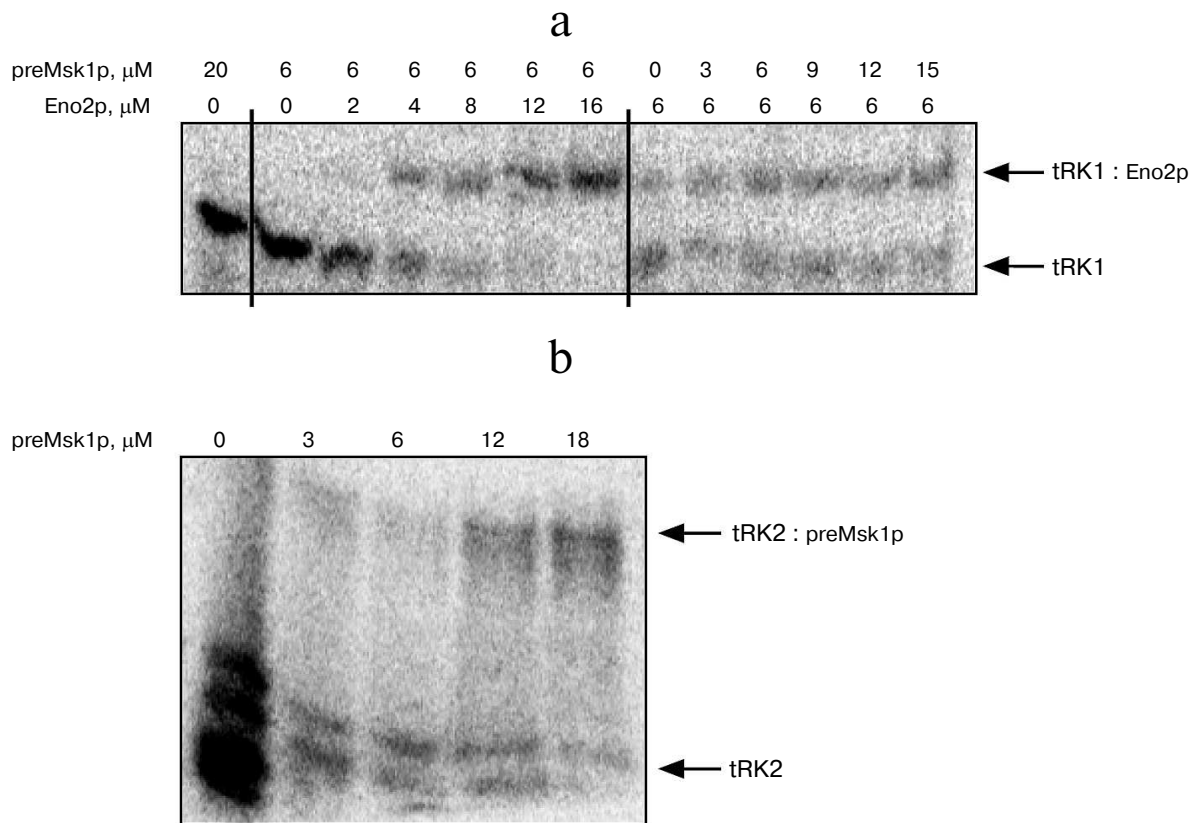 a
preMsk1p, μM 20 6 6 6 6 6 6 0 3 6 9 12 15
Eno2p, μM 0 0 2 4 8 12 16 6 6 6 6 6 6
tRK1 : Eno2p
tRK1
b
preMsk1p, μM 0 3 6 12 18
tRK2 : preMsk1p
tRK2